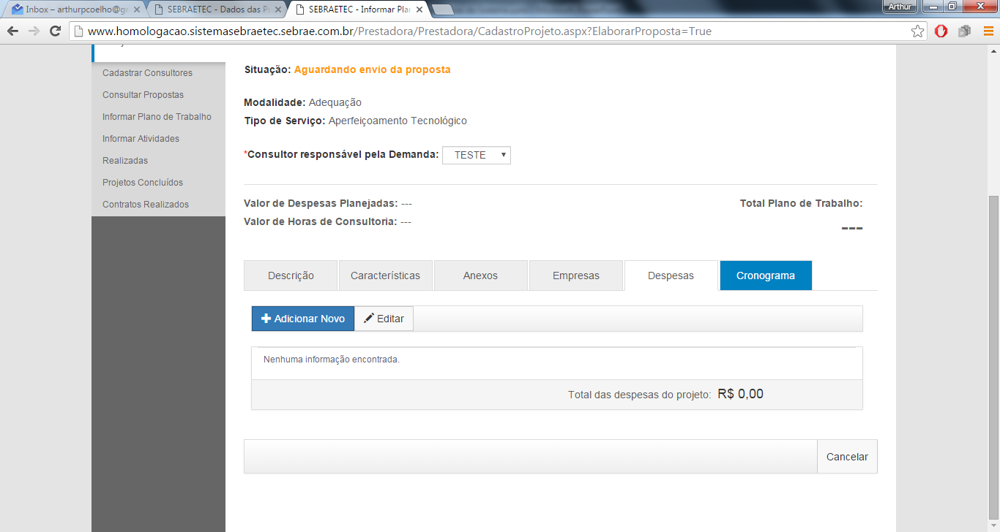 Inbox – arthurpcoelho@g
SEBRAETEC - Dados das P
SEBRAETEC - Informar Pla
Arthur
www.homologacao.sistemasebraetec.sebrae.com.br/Prestadora/Prestadora/CadastroProjeto.aspx?ElaborarProposta=True
Cadastrar Consultores
Consultar Propostas
Informar Plano de Trabalho
Informar Atividades
Realizadas
Projetos Concluídos
Contratos Realizados
Situação: Aguardando envio da proposta
Modalidade: Adequação
Tipo de Serviço: Aperfeiçoamento Tecnológico
*Consultor responsável pela Demanda: TESTE
Valor de Despesas Planejadas: ---
Total Plano de Trabalho:
Valor de Horas de Consultoria: ---
---
Descrição Características Anexos Empresas Despesas Cronograma
Adicionar Novo Editar
Nenhuma informação encontrada.
Total das despesas do projeto: R$ 0,00
Cancelar